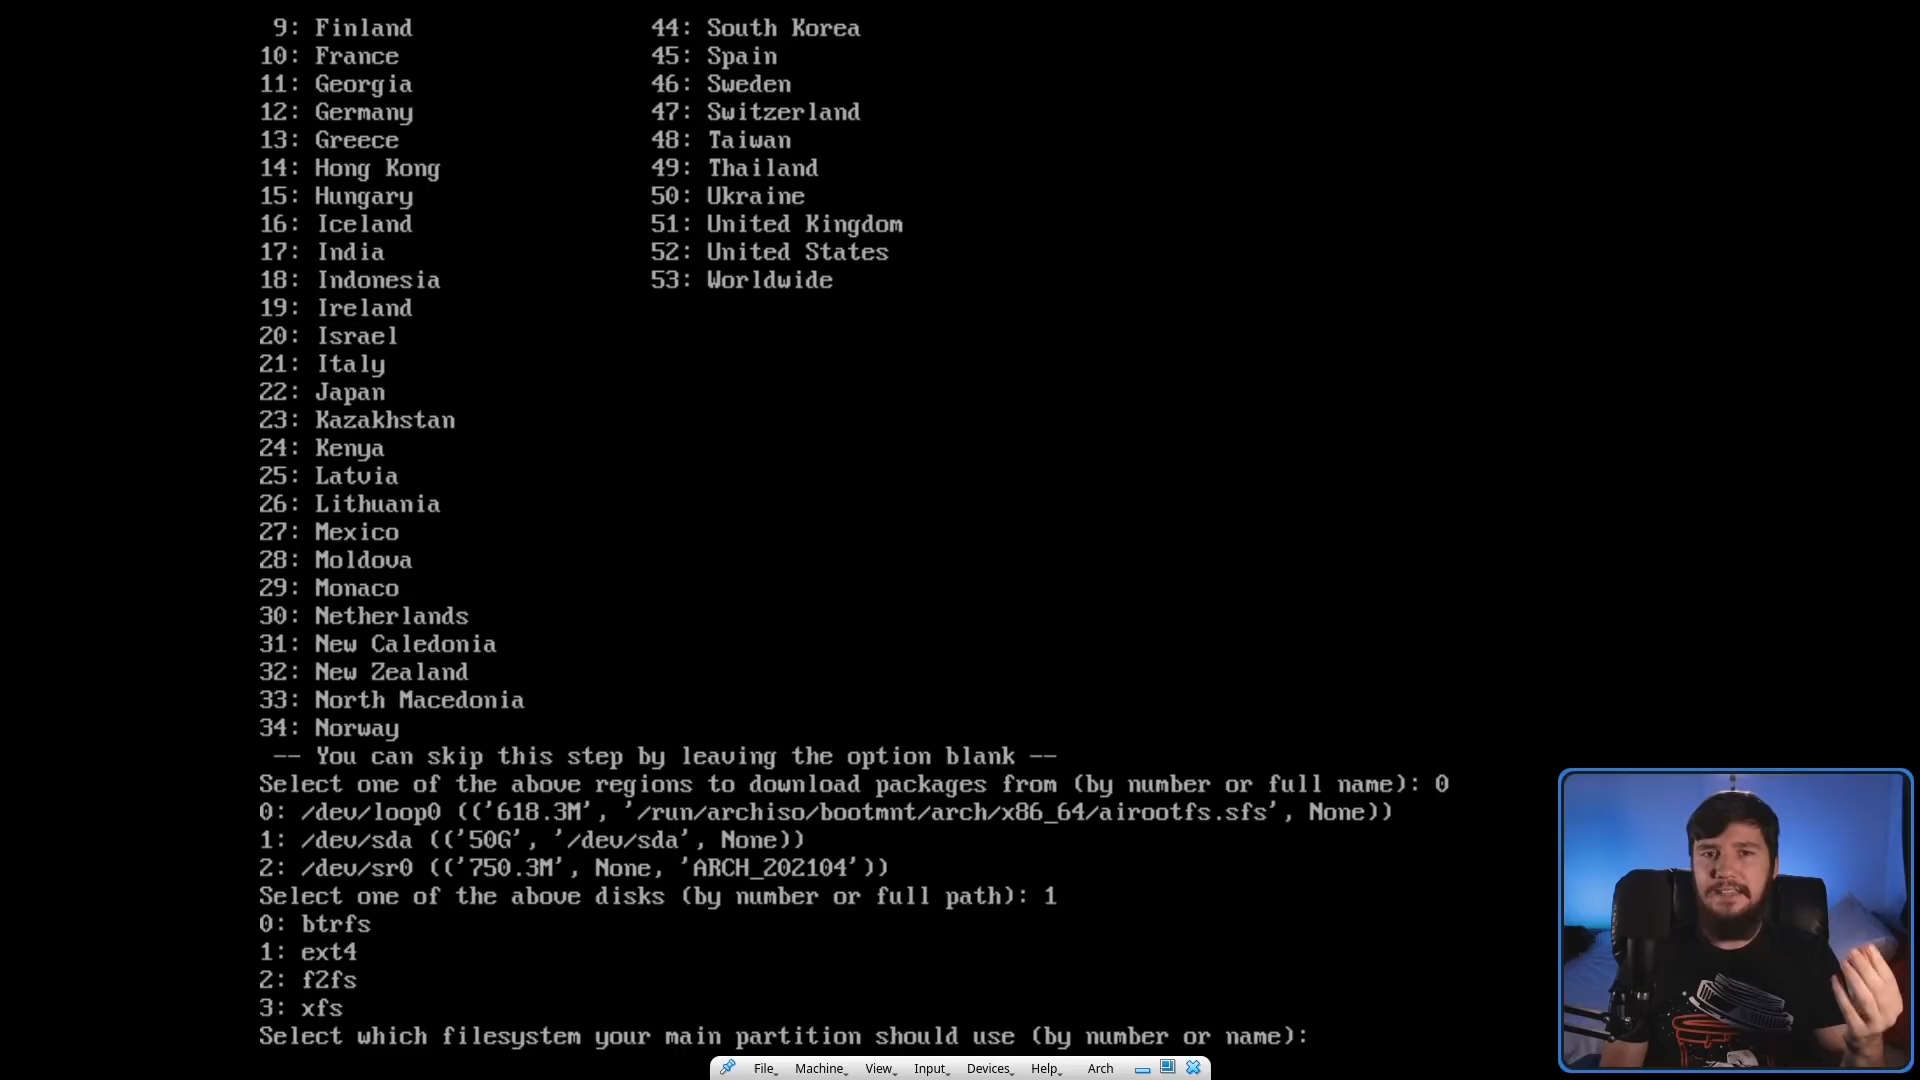 9: Finland
10: France
11: Georgia
12: Germany
13: Greece
14: Hong Kong
15: Hungary
16: Iceland
17: India
18: Indonesia
19: Ireland
20: Israel
21: Italy
22: Japan
23: Kazakhstan
24: Kenya
25: Latvia
26: Lithuania
27: Mexico
28: Moldova
29: Monaco
30: Netherlands
31: New Caledonia
32: New Zealand
33: North Macedonia
34: Norway
44: South Korea
45: Spain
46: Sweden
47: Switzerland
48: Taiwan
49: Thailand
50: Ukraine
51: United Kingdom
52: United States
53: Worldwide
-- You can skip this step by leaving the option blank --
Select one of the above regions to download packages from (by number or full name): 0
0: /dev/loop0 (('618.3M', '/run/archiso/bootmnt/arch/x86_64/airootfs.sfs', None))
1: /dev/sda (('50G', '/dev/sda', None))
2: /dev/sr0 (('750.3M', None, 'ARCH_202104'))
Select one of the above disks (by number or full path): 1
0: btrfs
1: ext4
2: f2fs
3: xfs
Select which filesystem your main partition should use (by number or name):
File Machine View Input Devices Help Arch